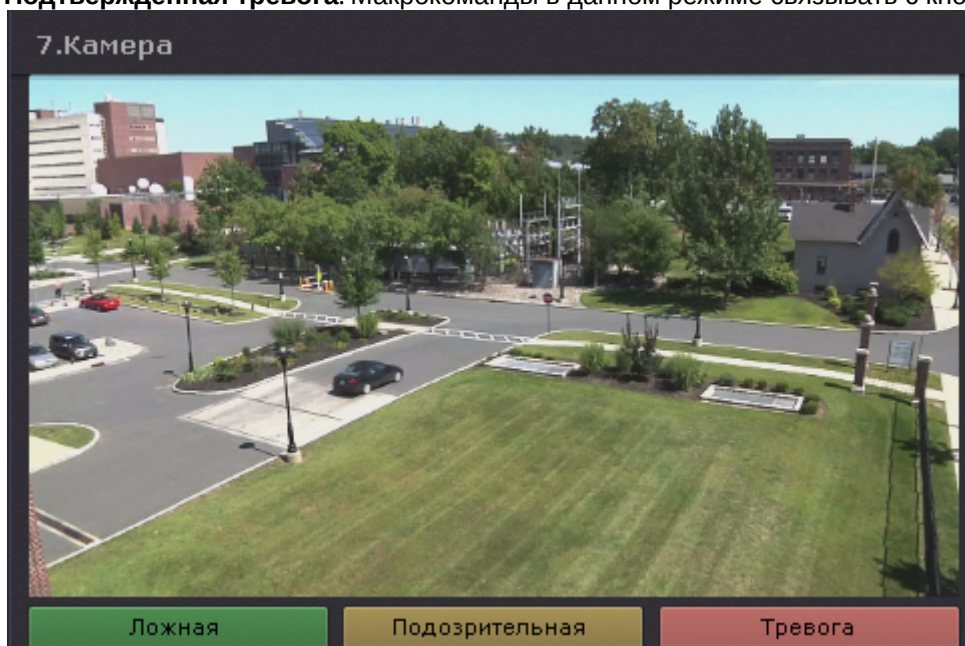 Подтвержденная тревога. Макрокоманды в данном режиме связывать с кно
7.Камера
Ложная
Подозрительная
Тревога